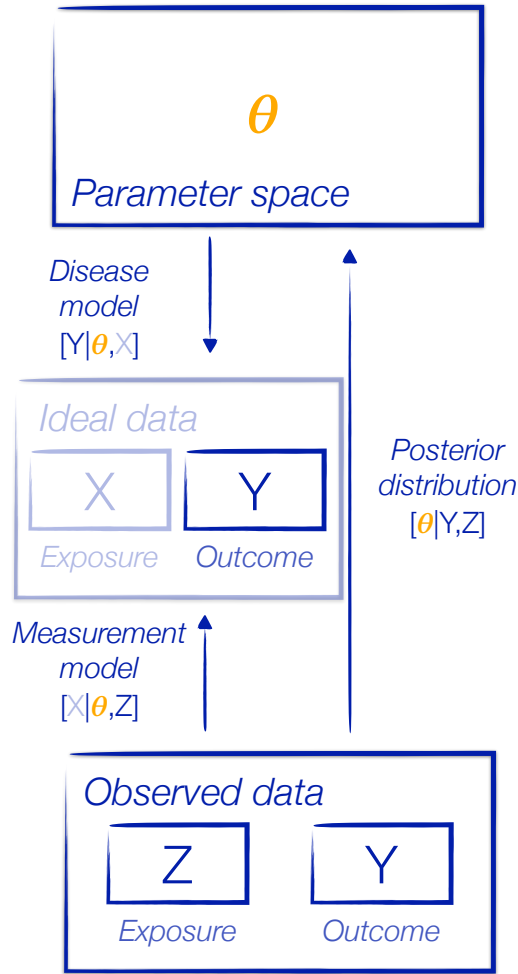 θ
Parameter space
Disease
model
[Y|θ,X]
Ideal data
X
Y
Exposure
Outcome
Posterior
distribution
[θ|Y,Z]
Measurement
model
[X|θ,Z]
Observed data
Z
Y
Exposure
Outcome